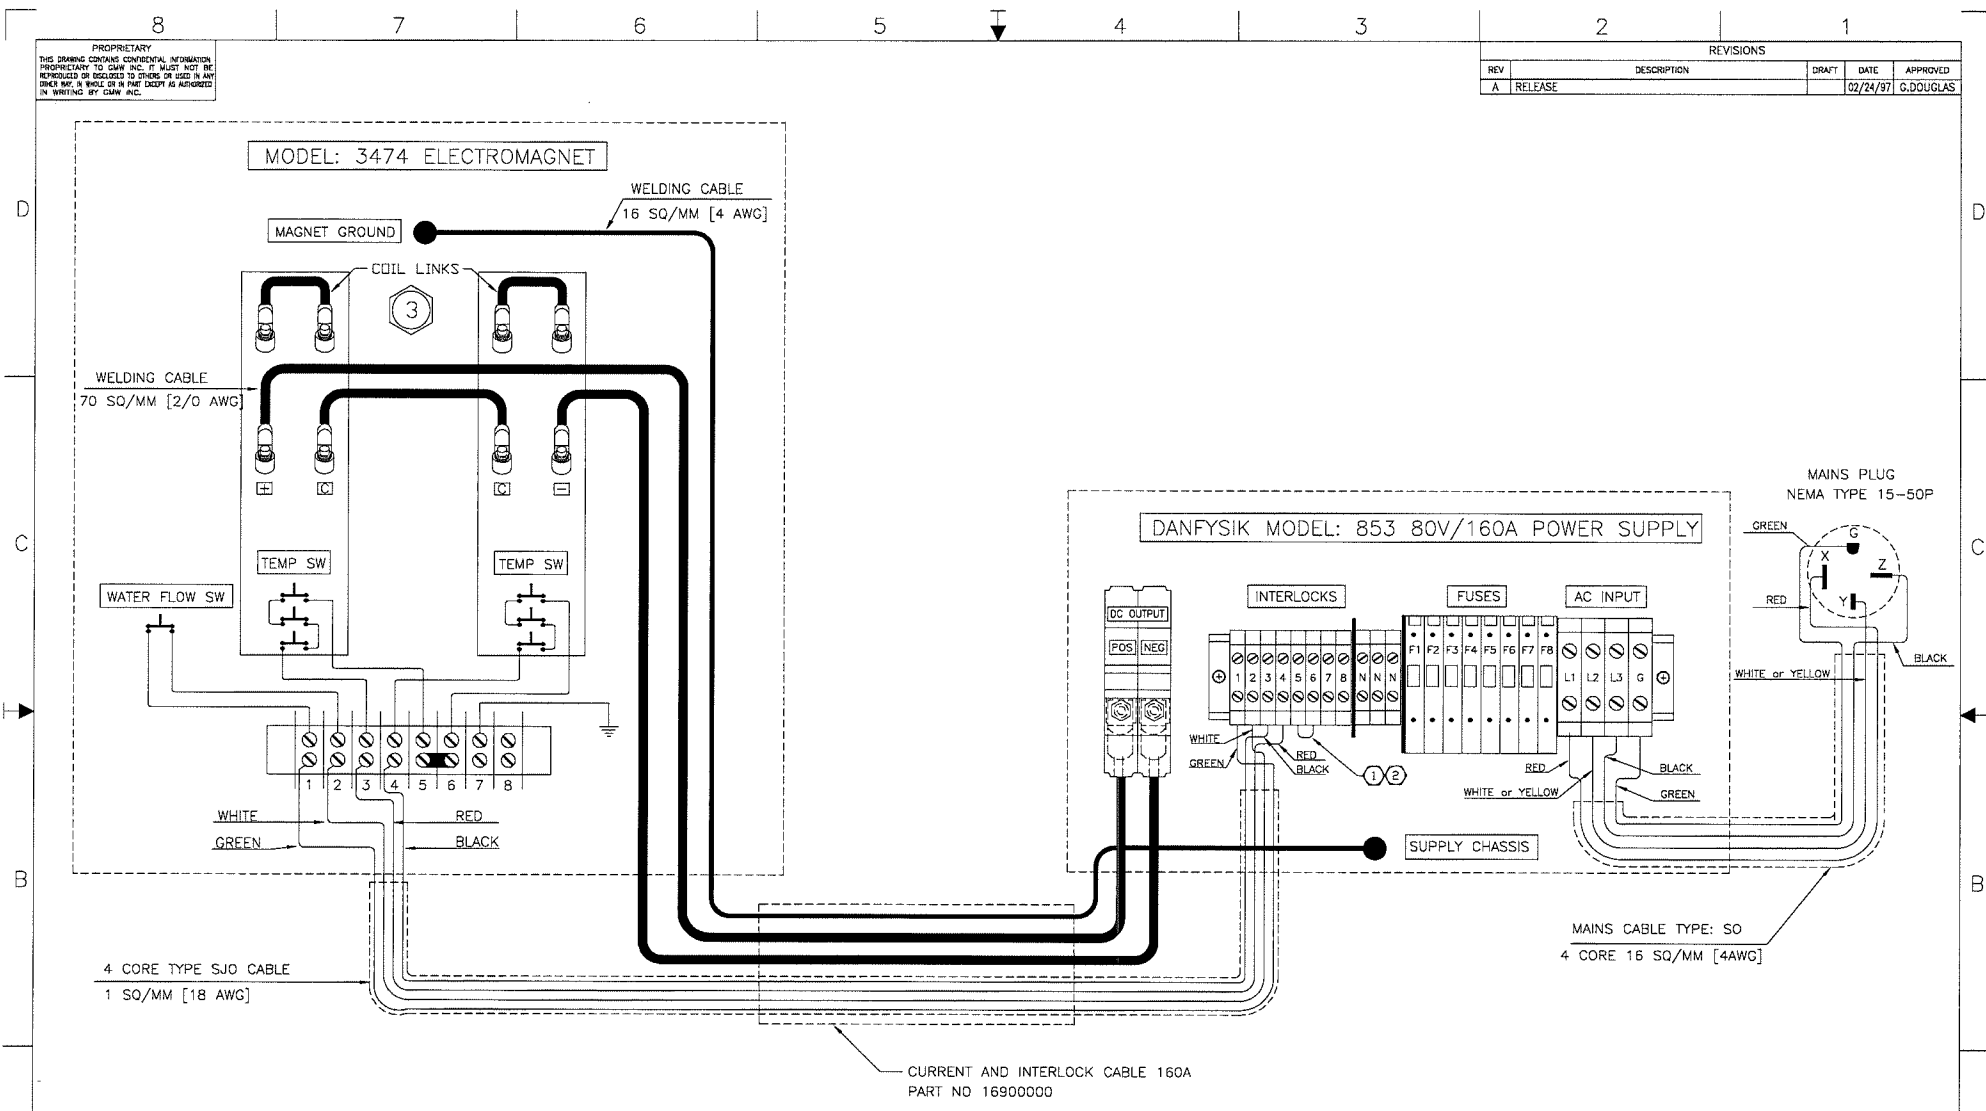 8 7 6 5 4 3 2 1
PROPRIETARY
THIS DRAWING CONTAINS CONFIDENTIAL INFORMATION
PROPRIETARY TO GMW INC. IT MUST NOT BE
REPRODUCED OR DISCLOSED TO OTHERS OR USED IN ANY
OTHER WAY, IN WHOLE OR IN PART EXCEPT AS AUTHORIZED
IN WRITING BY GMW INC.
REVISIONS
REV DESCRIPTION DRAFT DATE APPROVED
A RELEASE 02/24/97 G.DOUGLAS
MODEL: 3474 ELECTROMAGNET
WELDING CABLE
16 SQ/MM [4 AWG]
D
D
MAGNET GROUND
COIL LINKS
3
WELDING CABLE
70 SQ/MM [2/0 AWG]
+ C C −
MAINS PLUG
NEMA TYPE 15-50P
DANFYSIK MODEL: 853 80V/160A POWER SUPPLY
GREEN
G
X
Z
Y
RED
C
C
TEMP SW
TEMP SW
WATER FLOW SW
INTERLOCKS
FUSES
AC INPUT
DC OUTPUT
POS NEG
F1 F2 F3 F4 F5 F6 F7 F8
1 2 3 4 5 6 7 8 N N N
L1 L2 L3 G
BLACK
WHITE or YELLOW
WHITE
GREEN
RED
BLACK
1 2
RED
WHITE or YELLOW
BLACK
GREEN
1 2 3 4 5 6 7 8
WHITE
GREEN
RED
BLACK
SUPPLY CHASSIS
B
B
MAINS CABLE TYPE: SO
4 CORE 16 SQ/MM [4AWG]
4 CORE TYPE SJO CABLE
1 SQ/MM [18 AWG]
CURRENT AND INTERLOCK CABLE 160A
PART NO 16900000